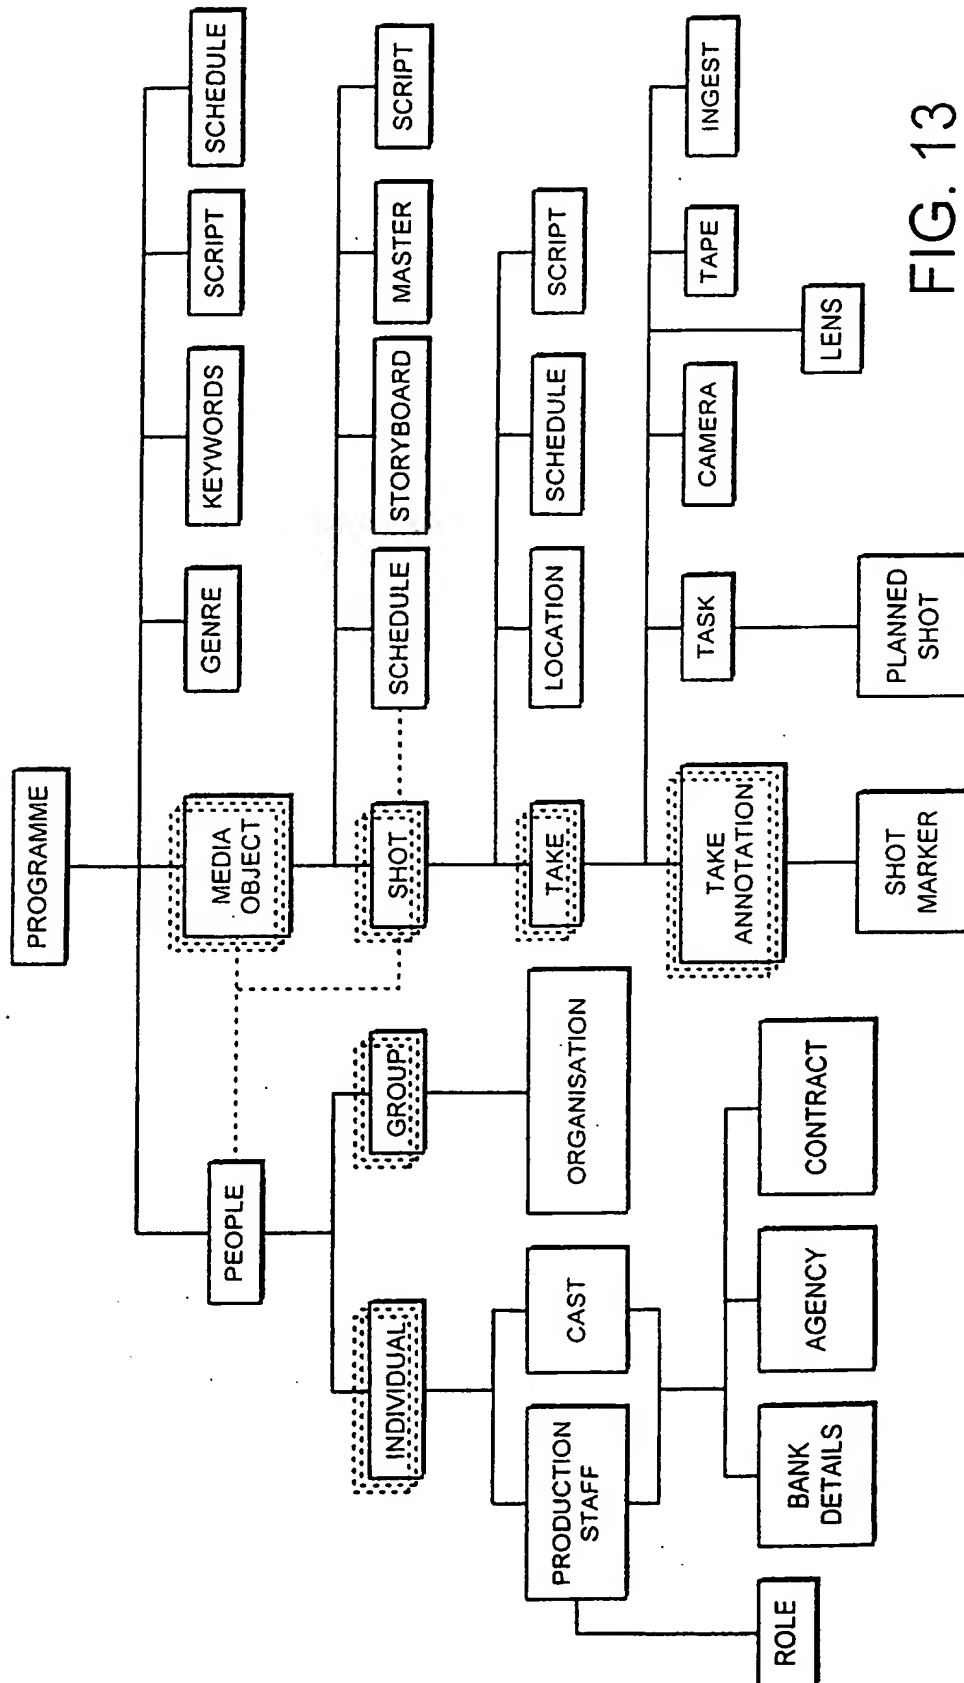 PROGRAMME
PEOPLE
MEDIA
OBJECT
GENRE
KEYWORDS
SCRIPT
SCHEDULE
INDIVIDUAL
GROUP
SHOT
SCHEDULE
STORYBOARD
MASTER
SCRIPT
PRODUCTION
STAFF
CAST
ORGANISATION
TAKE
LOCATION
SCHEDULE
SCRIPT
TAKE
ANNOTATION
TASK
CAMERA
LENS
TAPE
INGEST
ROLE
BANK
DETAILS
AGENCY
CONTRACT
SHOT
MARKER
PLANNED
SHOT
FIG. 13